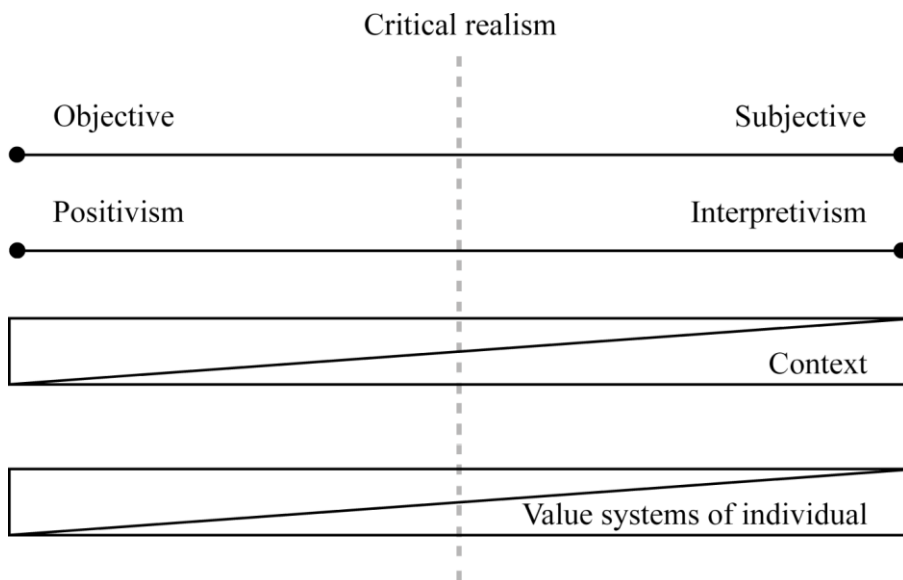 Critical realism
Objective Subjective
Positivism Interpretivism
Context
Value systems of individual